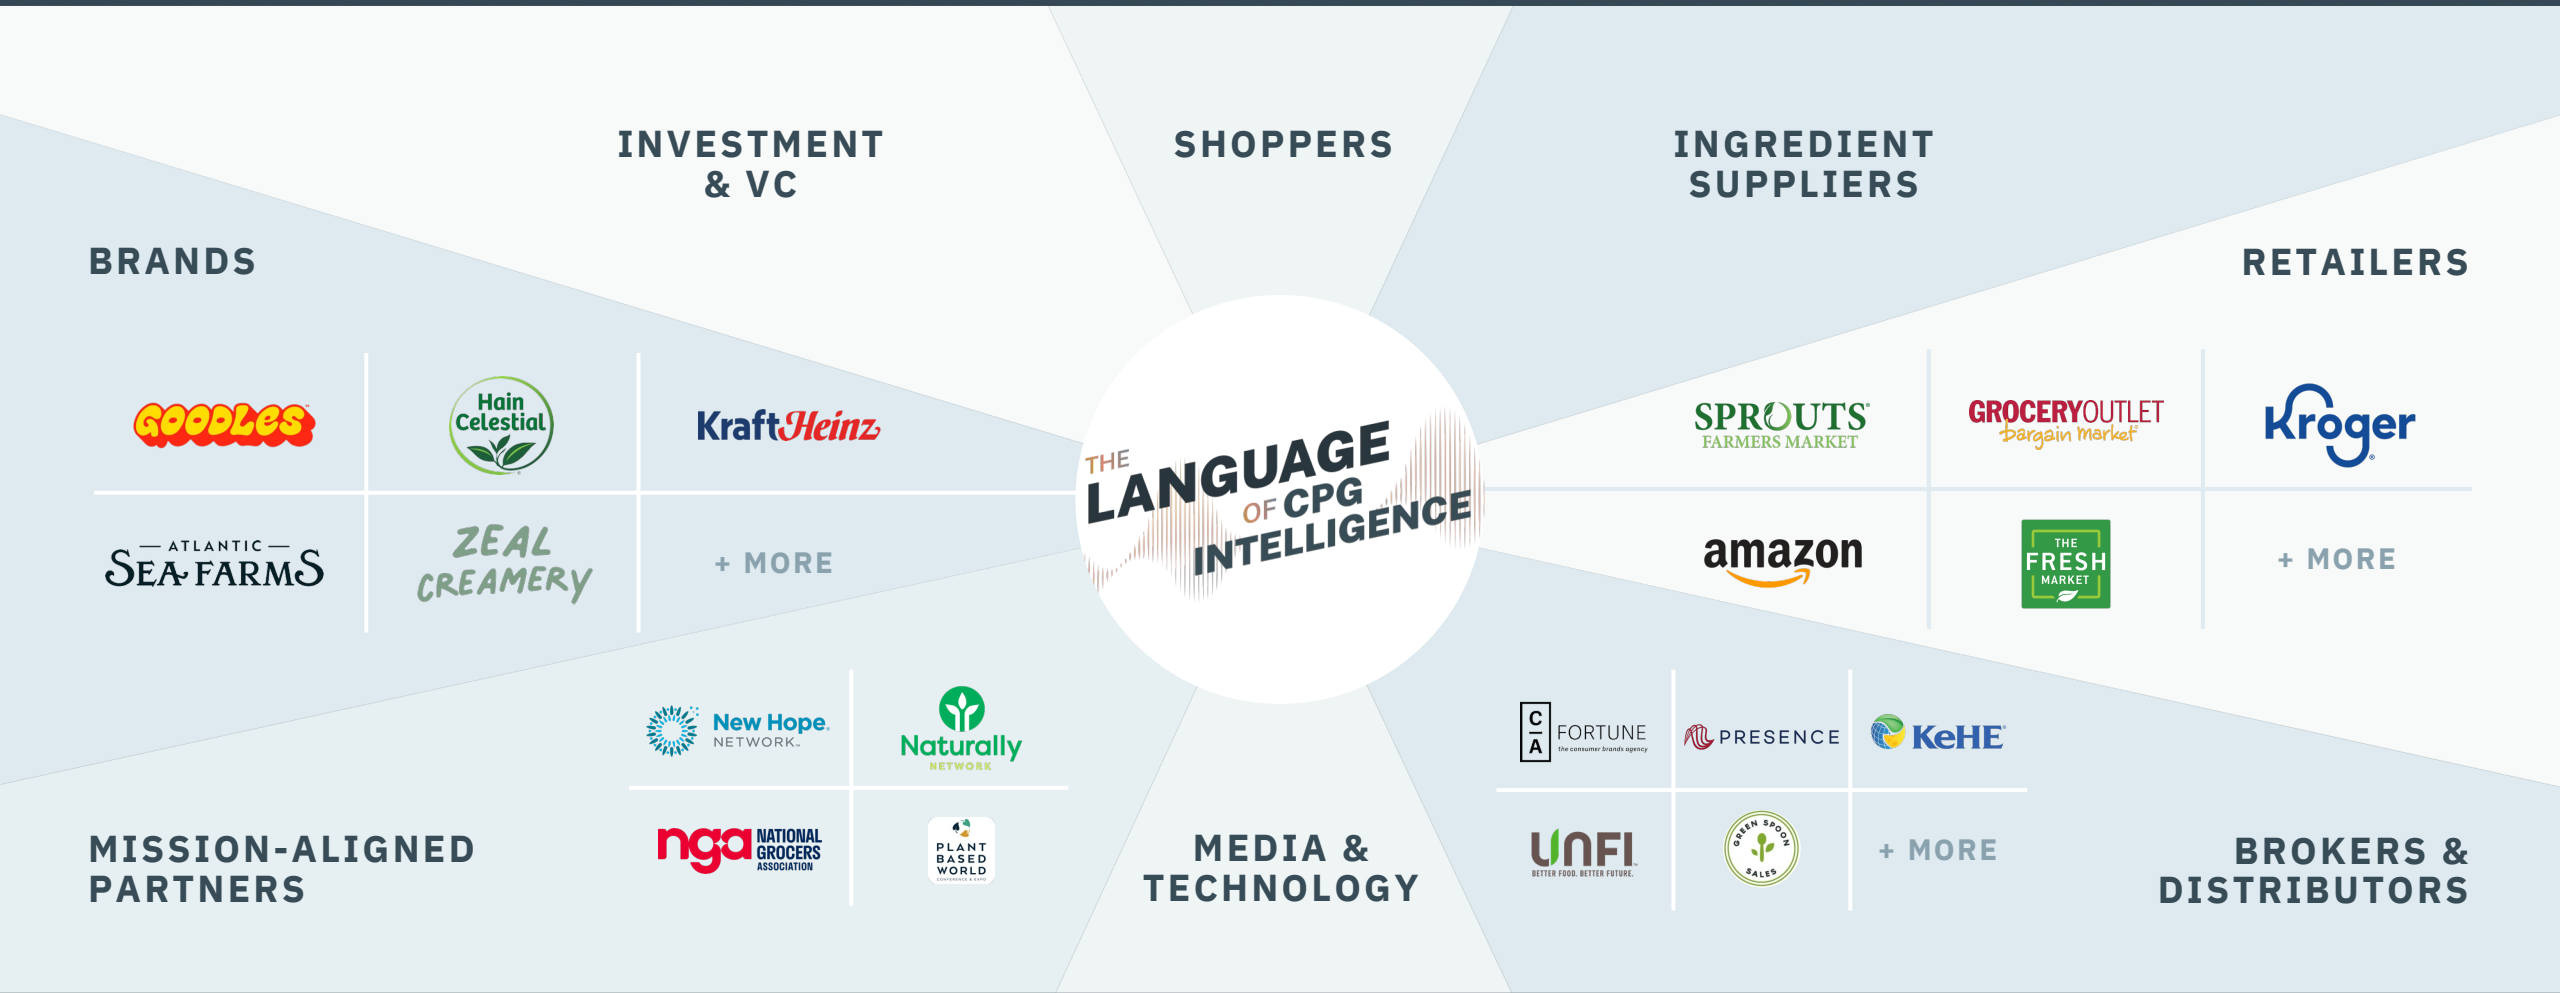 INVESTMENT
& VC
SHOPPERS
INGREDIENT
SUPPLIERS
BRANDS
RETAILERS
GOODLES
Hain
Celestial
KraftHeinz
ATLANTIC
SEA FARMS
ZEAL
CREAMERY
+ MORE
THE
LANGUAGE
OF CPG
INTELLIGENCE
SPROUTS
FARMERS MARKET
GROCERYOUTLET
bargain market
Kroger
amazon
THE
FRESH
MARKET
+ MORE
New Hope
NETWORK
Naturally
NETWORK
nga NATIONAL
GROCERS
ASSOCIATION
PLANT
BASED
WORLD
CONFERENCE & EXPO
MISSION-ALIGNED
PARTNERS
MEDIA &
TECHNOLOGY
C
A
FORTUNE
the consumer brands agency
PRESENCE
KeHE
UNFI
BETTER FOOD. BETTER FUTURE.
GREEN SPOON
SALES
+ MORE
BROKERS &
DISTRIBUTORS